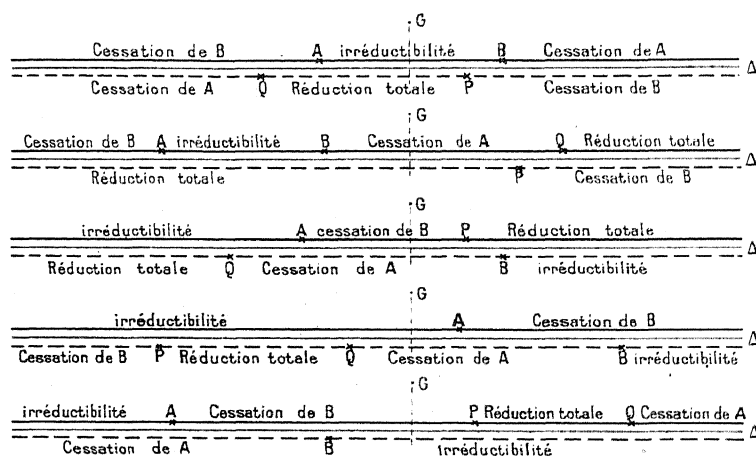 G
Cessation de B A irréductibilité B Cessation de A
Δ
Cessation de A Q Réduction totale P Cessation de B
G
Cessation de B A irréductibilité B Cessation de A Q Réduction totale
Δ
Réduction totale P Cessation de B
G
irréductibilité A cessation de B P Réduction totale
Δ
Réduction totale Q Cessation de A B irréductibilité
G
irréductibilité A Cessation de B
Δ
Cessation de B P Réduction totale Q Cessation de A B irréductibilité
G
irréductibilité A Cessation de B P Réduction totale Q Cessation de A
Δ
Cessation de A B irréductibilité